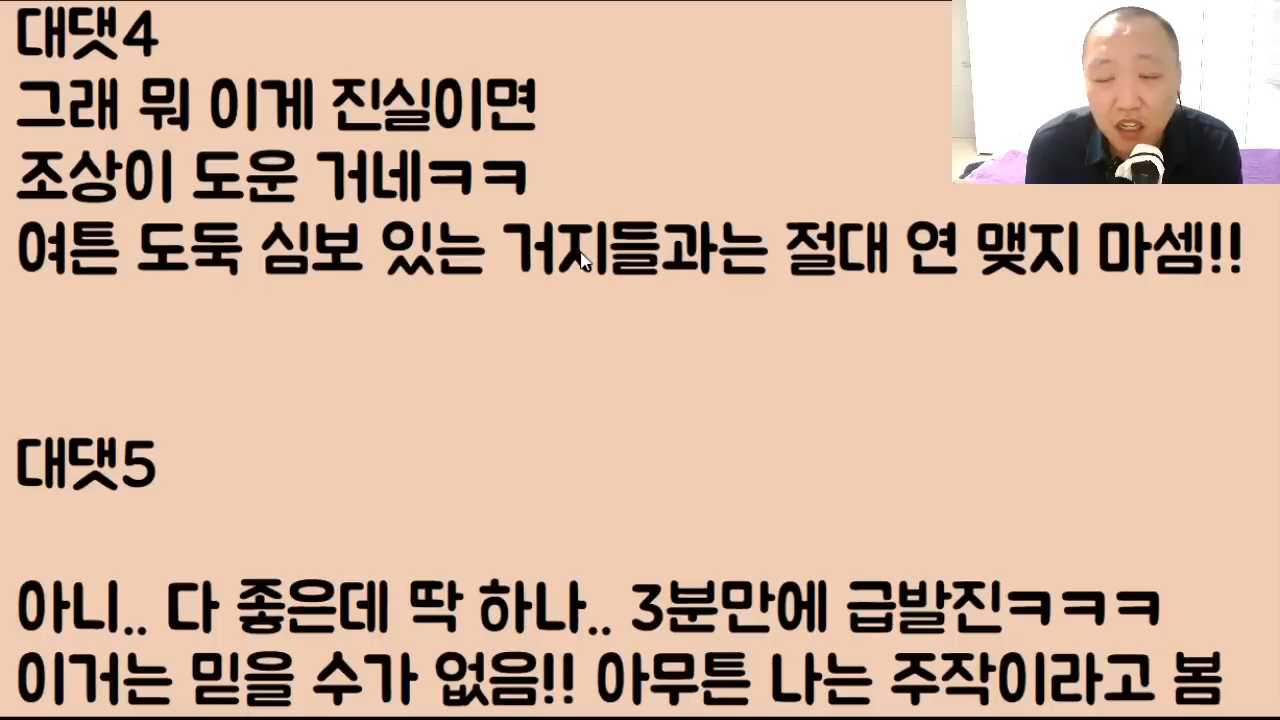 대댓4
그래 뭐 이게 진실이면
조상이 도운 거네ㅋㅋ
여튼 도둑 심보 있는 거지들과는 절대 연 맺지 마셈!!
대댓5
아니.. 다 좋은데 딱 하나.. 3분만에 급발진ㅋㅋㅋ
이거는 믿을 수가 없음!! 아무튼 나는 주작이라고 봄